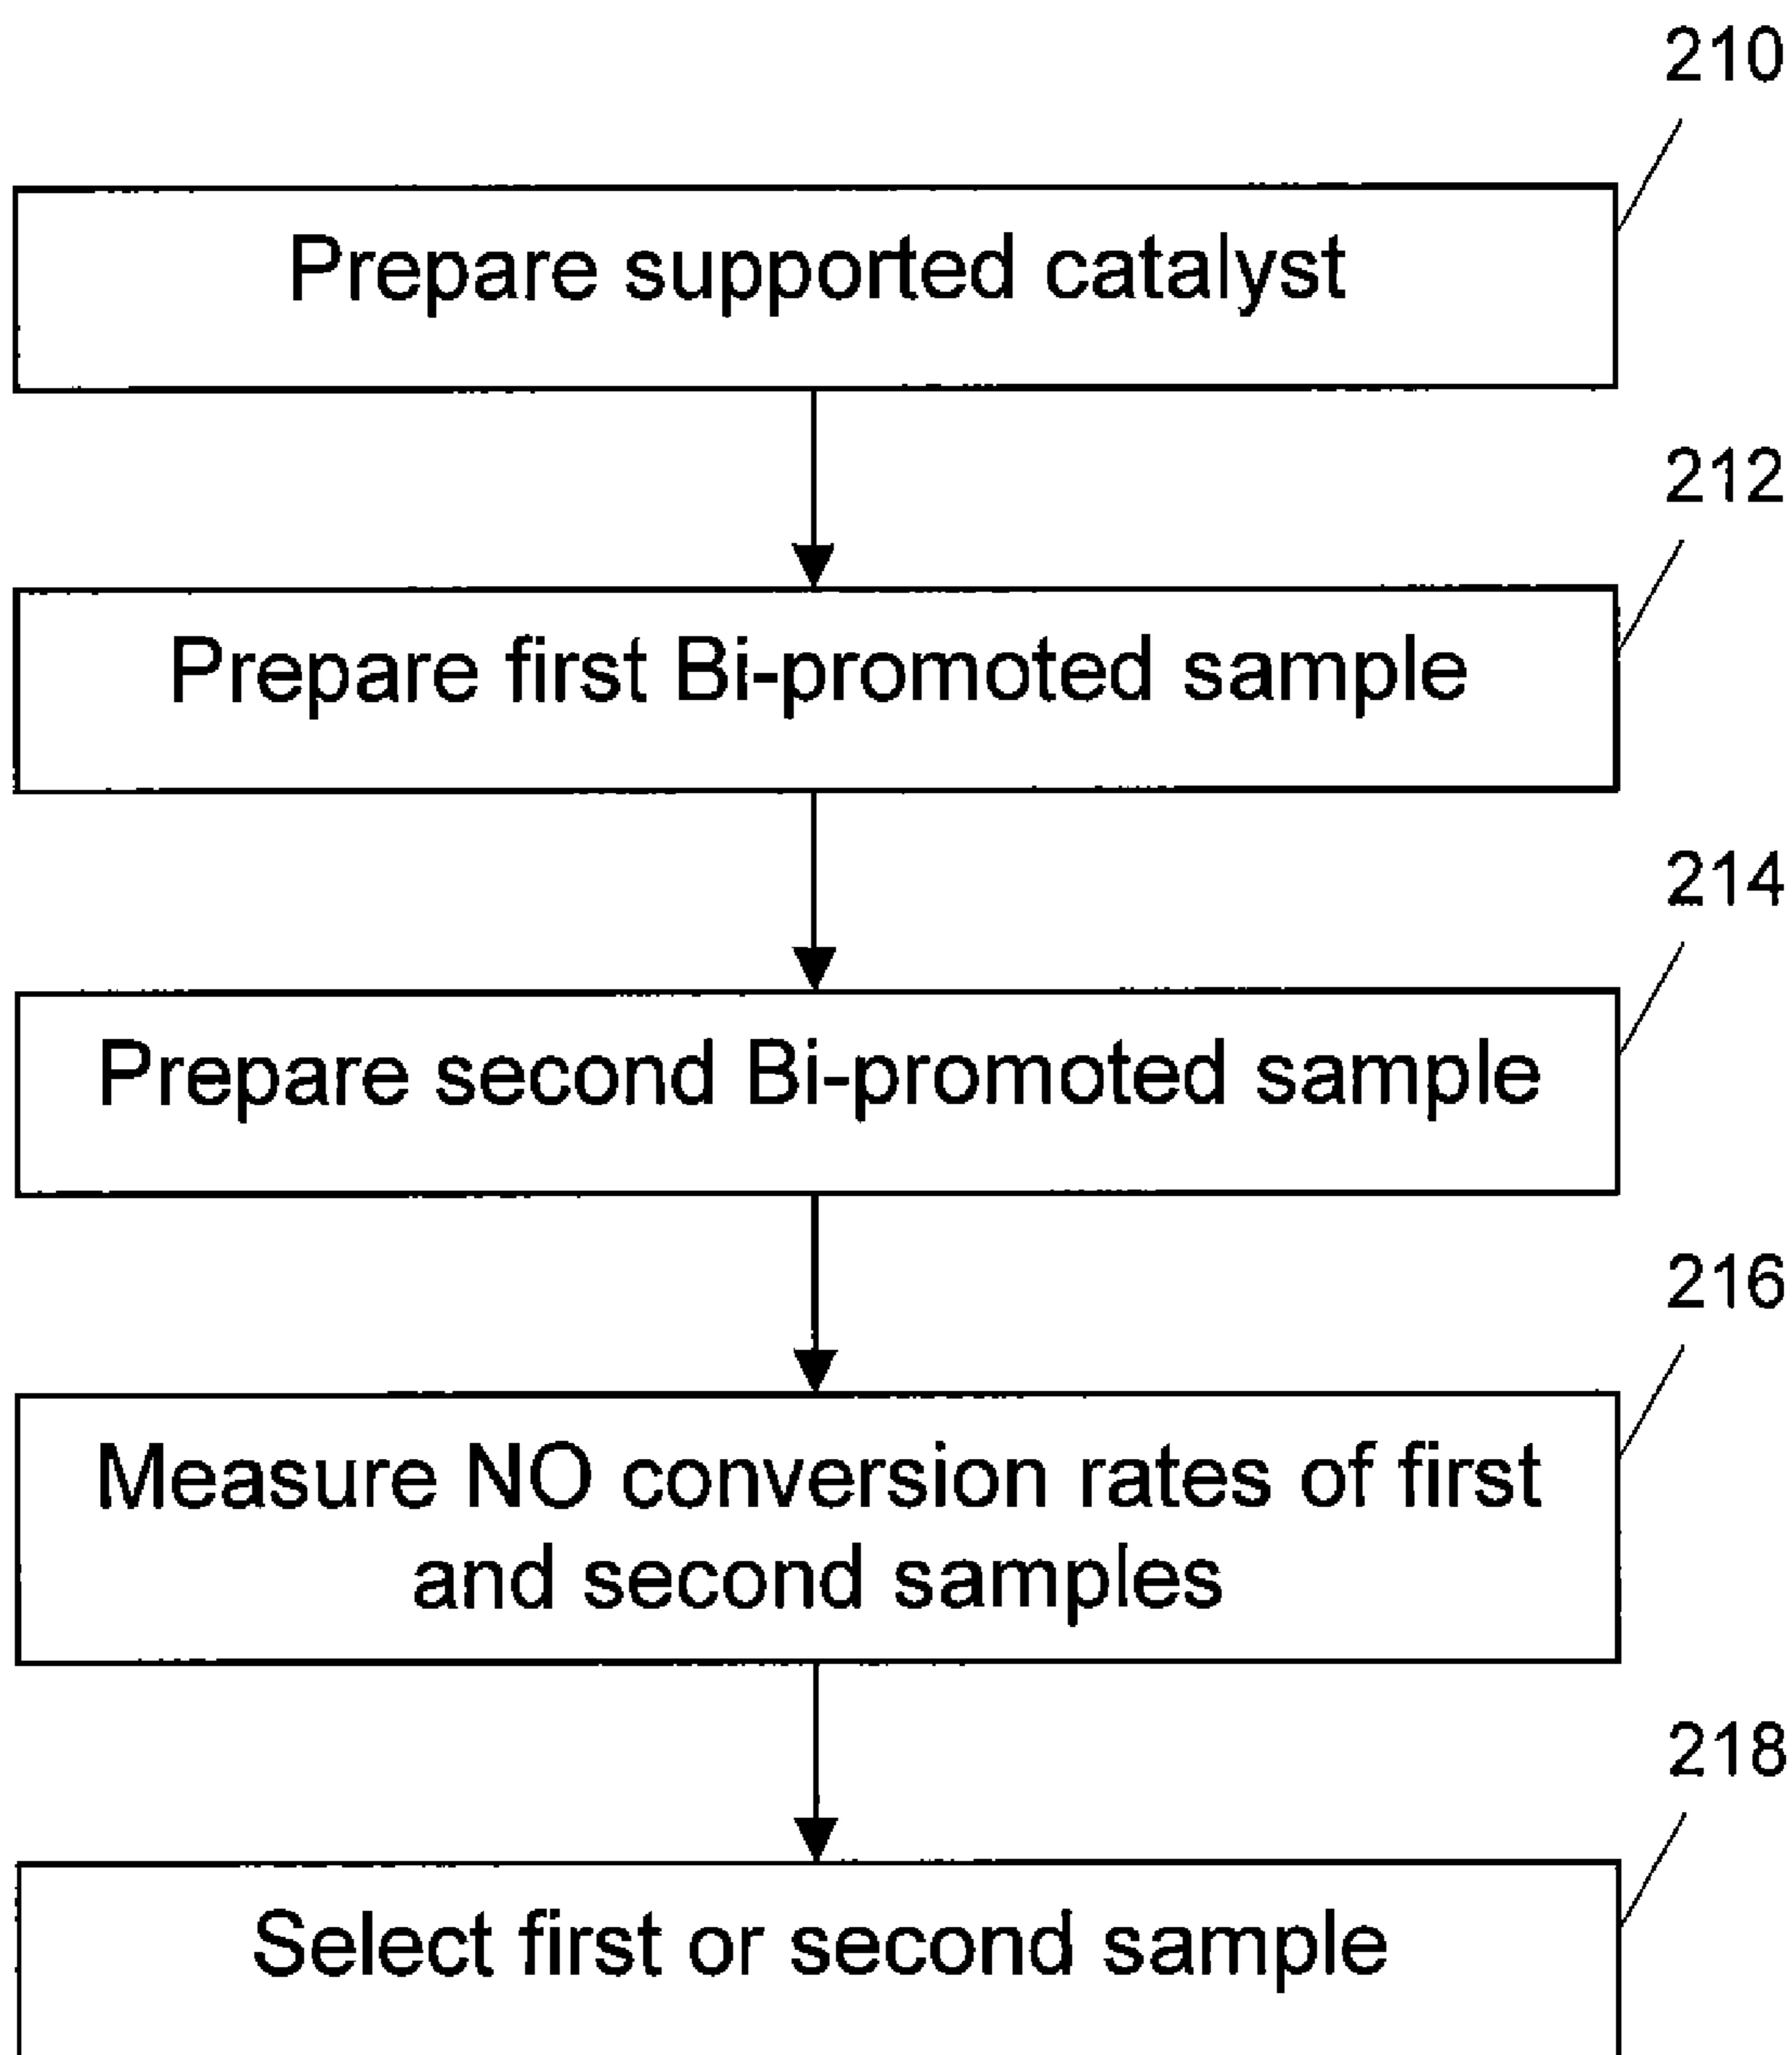 210
Prepare supported catalyst
212
Prepare first Bi-promoted sample
214
Prepare second Bi-promoted sample
216
Measure NO conversion rates of first
and second samples
218
Select first or second sample